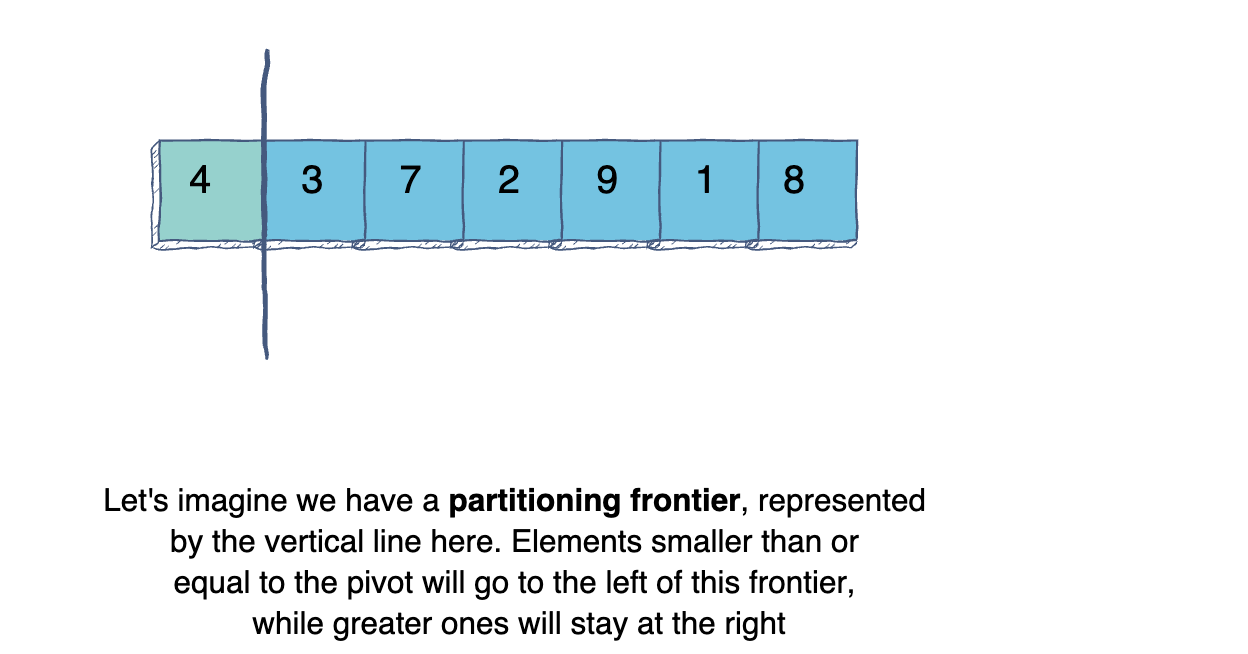 4 3 7 2 9 1 8
Let's imagine we have a partitioning frontier, represented
by the vertical line here. Elements smaller than or
equal to the pivot will go to the left of this frontier,
while greater ones will stay at the right